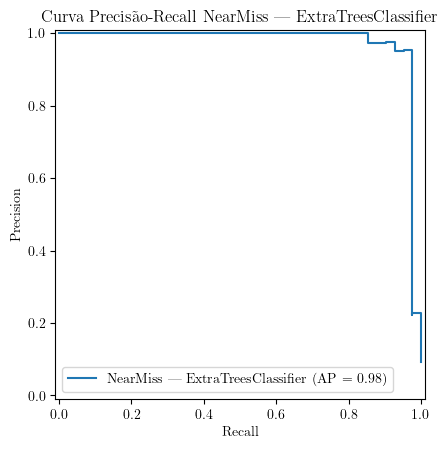 Curva Precisão-Recall NearMiss — ExtraTreesClassifier
1.0
0.8
0.6
0.4
0.2
0.0
Precision
NearMiss — ExtraTreesClassifier (AP = 0.98)
0.0 0.2 0.4 0.6 0.8 1.0
Recall